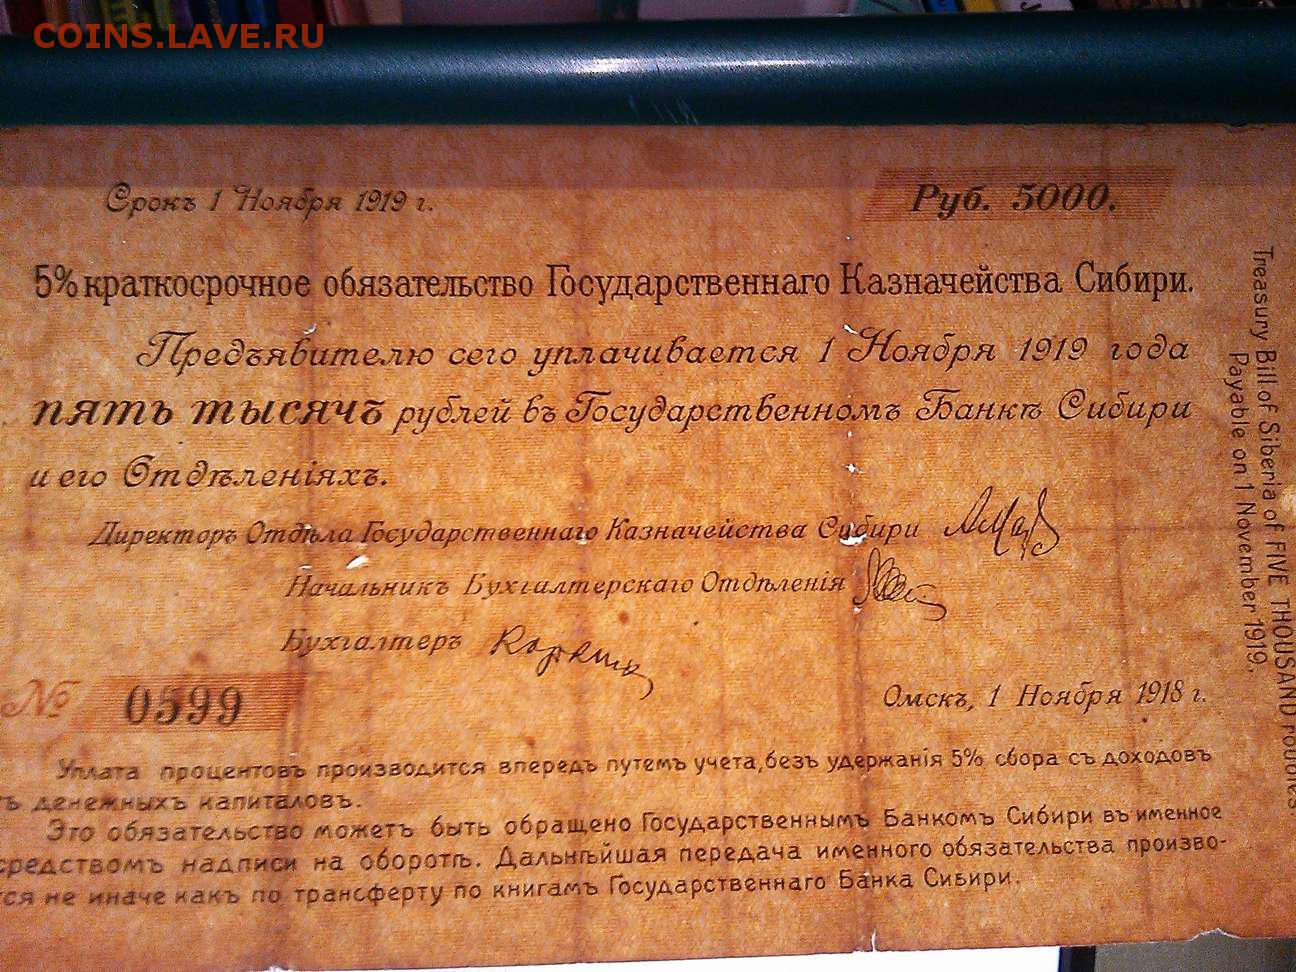 COINS.LAVE.RU
Срокъ 1 Ноября 1919 г.
Руб. 5000.
5% краткосрочное обязательство Государственнаго Казначейства Сибири.
Предъявителю сего уплачивается 1 Ноября 1919 года
пять тысячъ рублей въ Государственномъ Банкѣ Сибири
и его Отдѣленіяхъ.
Директоръ Отдѣла Государственнаго Казначейства Сибири
Начальникъ Бухгалтерскаго Отдѣленія
Бухгалтеръ
№ 0599
Омскъ, 1 Ноября 1918 г.
Уплата процентовъ производится впередъ путемъ учета, безъ удержанія 5% сбора съ доходовъ
ъ денежныхъ капиталовъ.
Это обязательство можетъ быть обращено Государственнымъ Банкомъ Сибири въ именное
средствомъ надписи на оборотѣ. Дальнѣйшая передача именного обязательства произво-
тся не иначе какъ по трансферту по книгамъ Государственнаго Банка Сибири.
Treasury Bill of Siberia of FIVE THOUSAND roubles.
Payable on 1 November 1919.